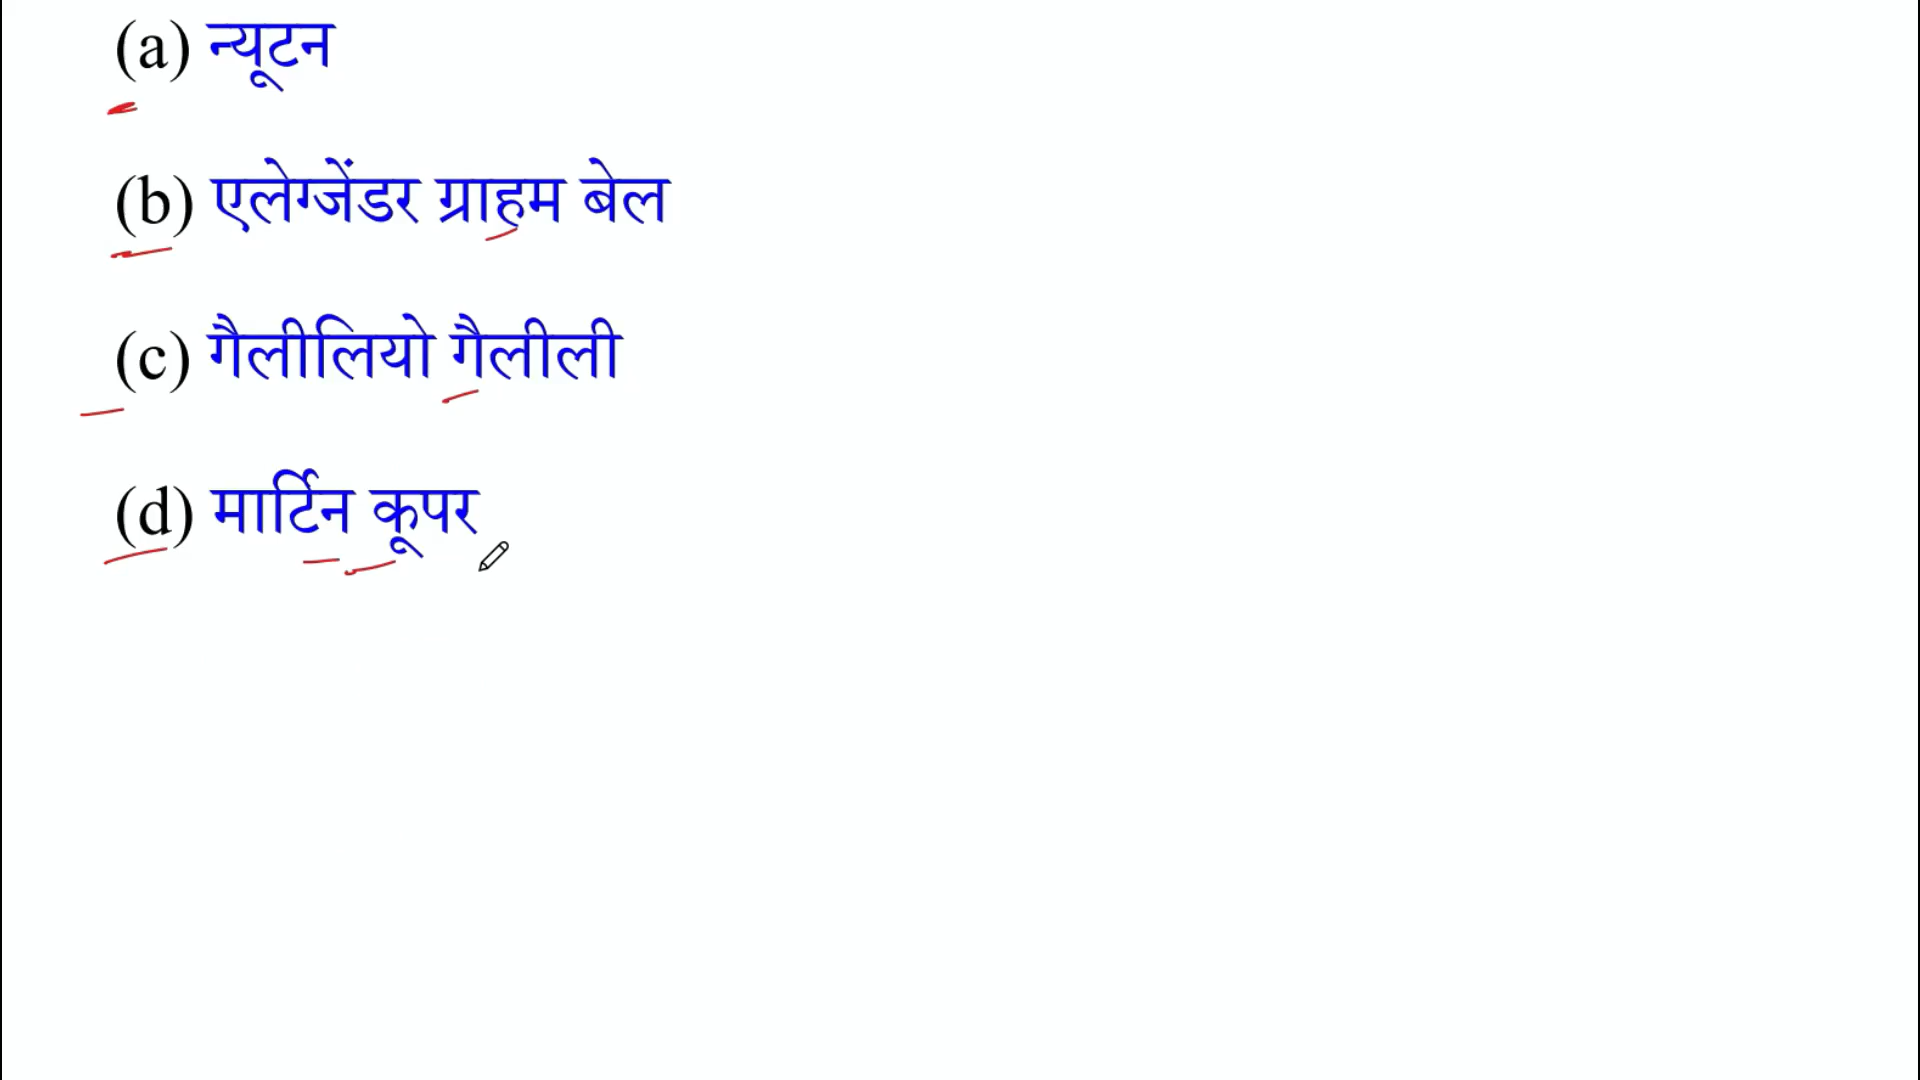 (a) न्यूटन
(b) एलेग्जेंडर ग्राहम बेल
(c) गैलीलियो गैलीली
(d) मार्टिन कूपर